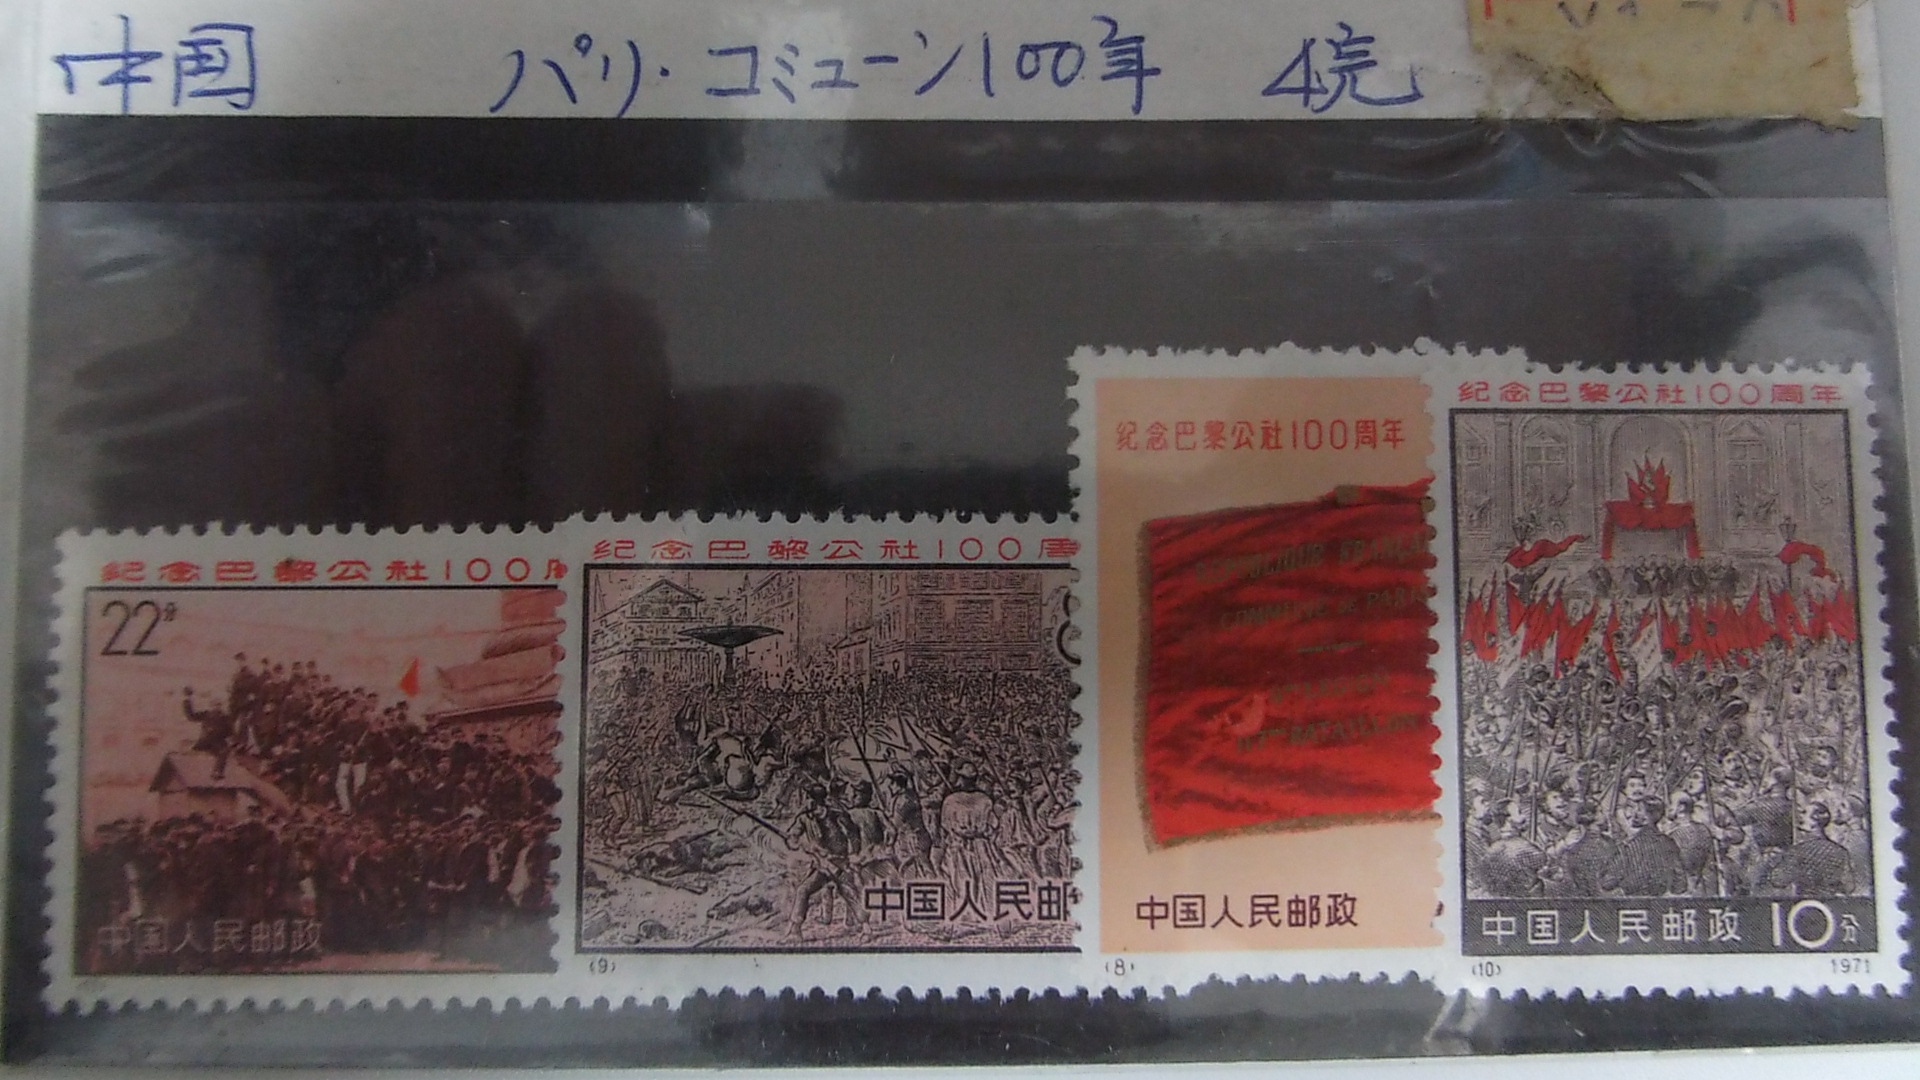 中国 パリ・コミューン100年 4完
紀念巴黎公社100
22分
中国人民邮政
紀念巴黎公社100周
中国人民邮
(9)
紀念巴黎公社100周年
COMMUNE DE PARIS
BATAILLON
中国人民邮政
(8)
紀念巴黎公社100周年
中国人民邮政 10分
(10) 1971